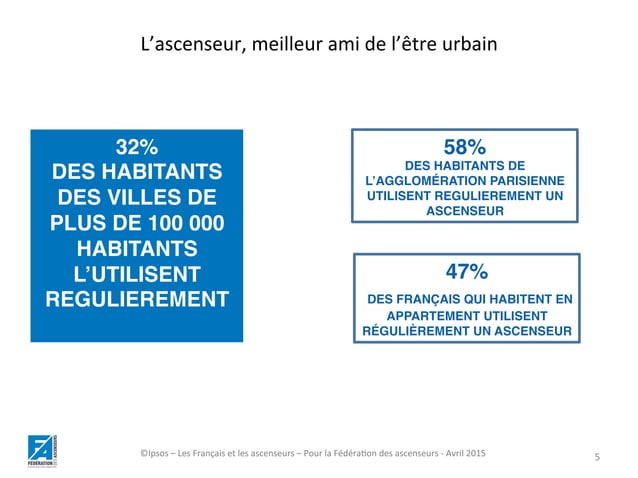 L’ascenseur, meilleur ami de l’être urbain
32%
DES HABITANTS
DES VILLES DE
PLUS DE 100 000
HABITANTS
L’UTILISENT
REGULIEREMENT
58%
DES HABITANTS DE
L’AGGLOMÉRATION PARISIENNE
UTILISENT REGULIEREMENT UN
ASCENSEUR
47%
DES FRANÇAIS QUI HABITENT EN
APPARTEMENT UTILISENT
RÉGULIÈREMENT UN ASCENSEUR
FA
FÉDÉRATION DES ASCENSEURS
©Ipsos – Les Français et les ascenseurs – Pour la Fédération des ascenseurs - Avril 2015
5